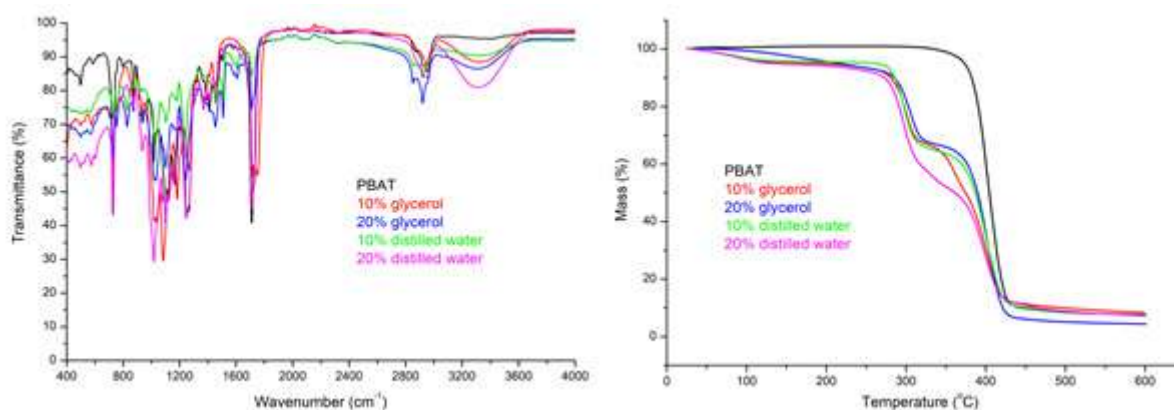 100
90
80
70
60
50
40
30
20
10
0
Transmittance (%)
PBAT
10% glycerol
20% glycerol
10% distilled water
20% distilled water
400 800 1200 1600 2000 2400 2800 3200 3600 4000
Wavenumber (cm⁻¹)
100
80
60
40
20
0
Mass (%)
PBAT
10% glycerol
20% glycerol
10% distilled water
20% distilled water
0 100 200 300 400 500 600
Temperature (⁰C)